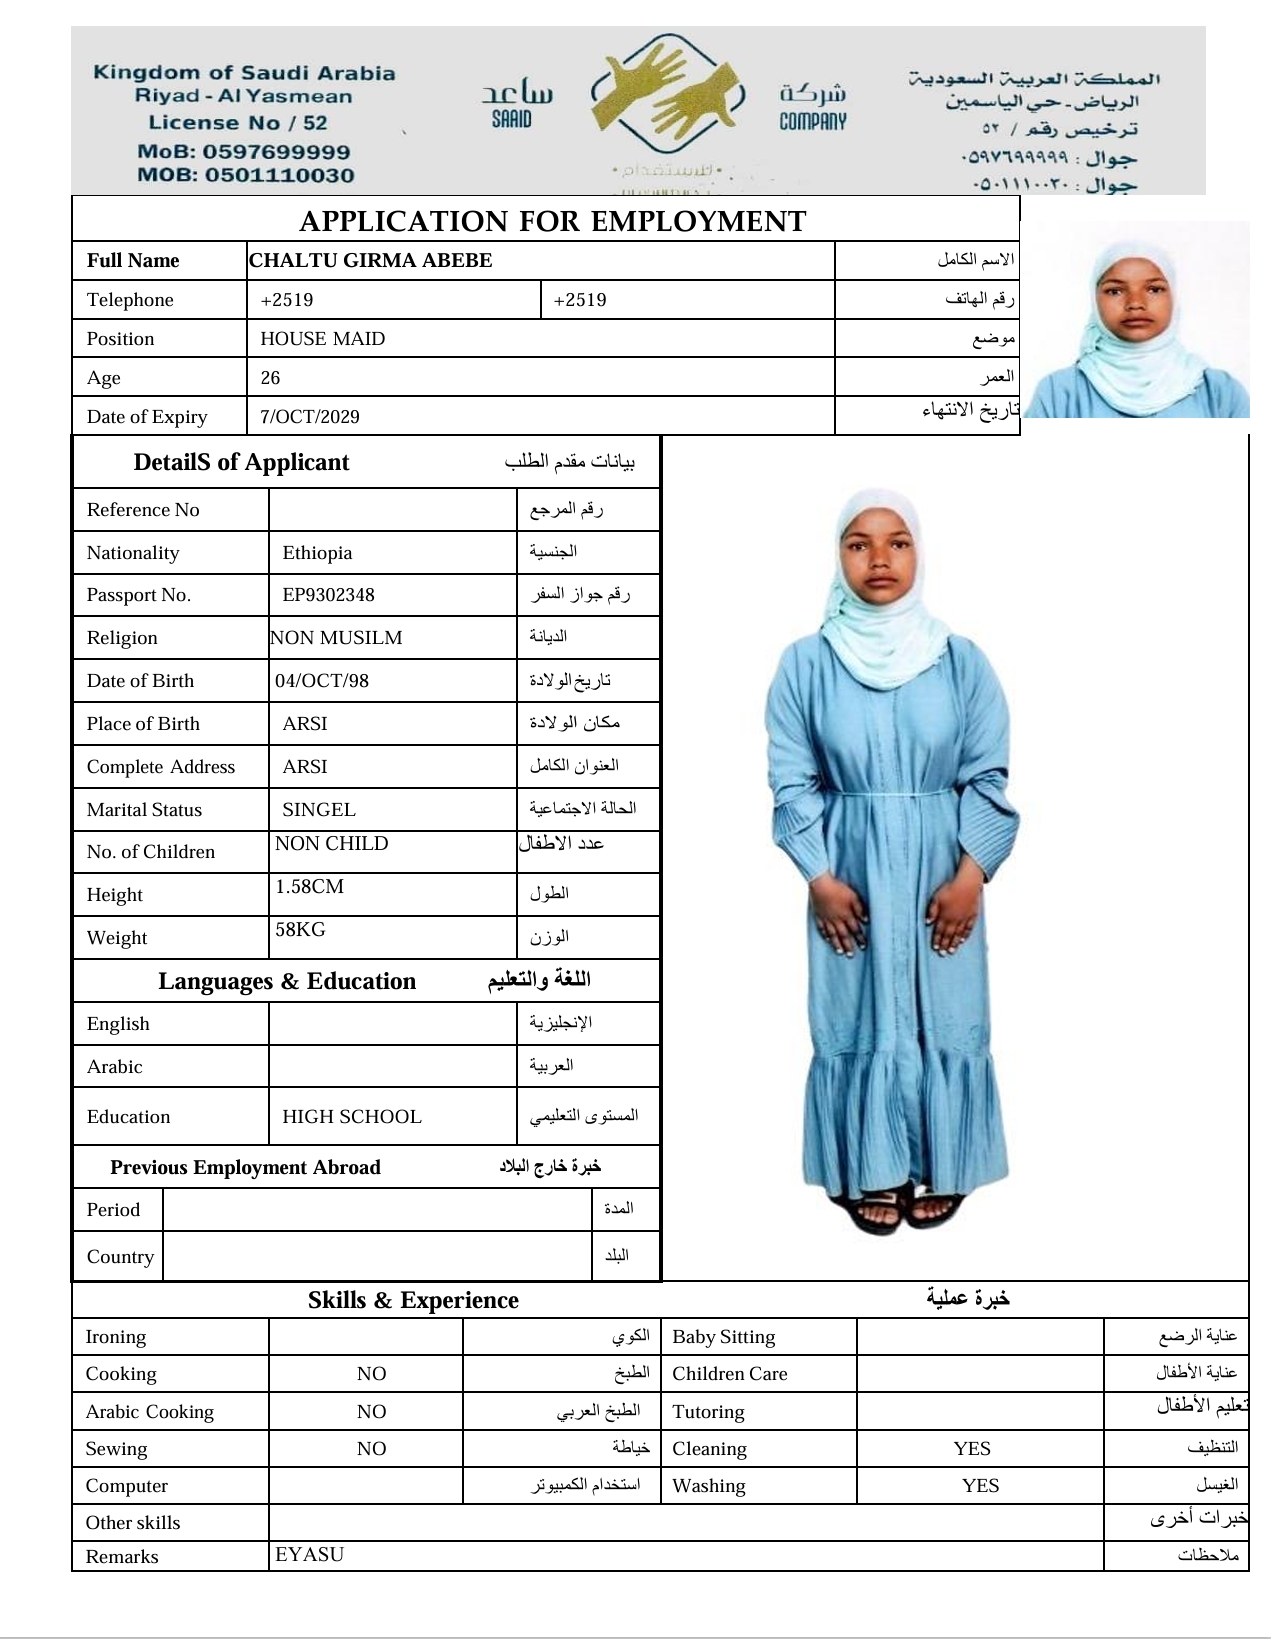 Kingdom of Saudi Arabia
Riyad - Al Yasmean
License No / 52
MoB: 0597699999
MOB: 0501110030
ساعد
SAAID
شركة
COMPANY
للاستقدام
المملكة العربية السعودية
الرياض - حي الياسمين
ترخيص رقم / ٥٢
جوال : ٠٥٩٧٦٩٩٩٩٩
جوال : ٠٥٠١١١٠٠٣٠
APPLICATION FOR EMPLOYMENT
Full Name CHALTU GIRMA ABEBE الاسم الكامل
Telephone +2519 +2519 رقم الهاتف
Position HOUSE MAID موضع
Age 26 العمر
Date of Expiry 7/OCT/2029 تاريخ الانتهاء
DetailS of Applicant بيانات مقدم الطلب
Reference No رقم المرجع
Nationality Ethiopia الجنسية
Passport No. EP9302348 رقم جواز السفر
Religion NON MUSILM الديانة
Date of Birth 04/OCT/98 تاريخ الولادة
Place of Birth ARSI مكان الولادة
Complete Address ARSI العنوان الكامل
Marital Status SINGEL الحالة الاجتماعية
No. of Children NON CHILD عدد الاطفال
Height 1.58CM الطول
Weight 58KG الوزن
Languages & Education اللغة والتعليم
English الإنجليزية
Arabic العربية
Education HIGH SCHOOL المستوى التعليمي
Previous Employment Abroad خبرة خارج البلاد
Period المدة
Country البلد
Skills & Experience خبرة عملية
Ironing الكوي Baby Sitting عناية الرضع
Cooking NO الطبخ Children Care عناية الأطفال
Arabic Cooking NO الطبخ العربي Tutoring تعليم الأطفال
Sewing NO خياطة Cleaning YES التنظيف
Computer استخدام الكمبيوتر Washing YES الغيسل
Other skills خبرات أخرى
Remarks EYASU ملاحظات